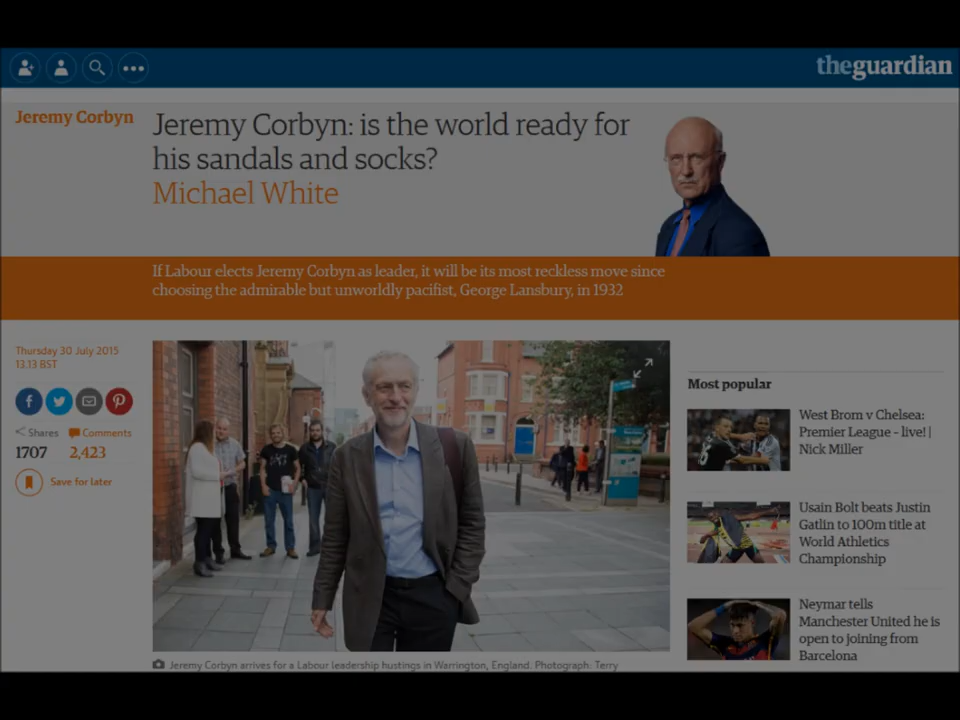 theguardian
Jeremy Corbyn
Jeremy Corbyn: is the world ready for
his sandals and socks?
Michael White
If Labour elects Jeremy Corbyn as leader, it will be its most reckless move since
choosing the admirable but unworldly pacifist, George Lansbury, in 1932
Thursday 30 July 2015
13.13 BST
Shares
Comments
1707
2,423
Save for later
Jeremy Corbyn arrives for a Labour leadership hustings in Warrington, England. Photograph: Terry
Most popular
West Brom v Chelsea:
Premier League – live! |
Nick Miller
Usain Bolt beats Justin
Gatlin to 100m title at
World Athletics
Championship
Neymar tells
Manchester United he is
open to joining from
Barcelona